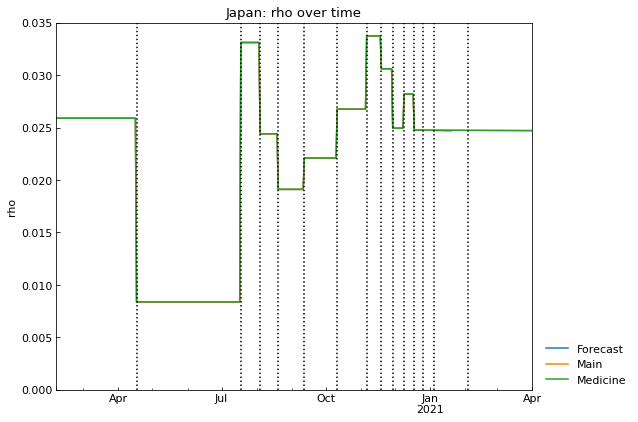 Japan: rho over time
0.035
0.030
0.025
0.020
0.015
0.010
0.005
0.000
rho
Apr Jul Oct Jan Apr
2021
Forecast
Main
Medicine